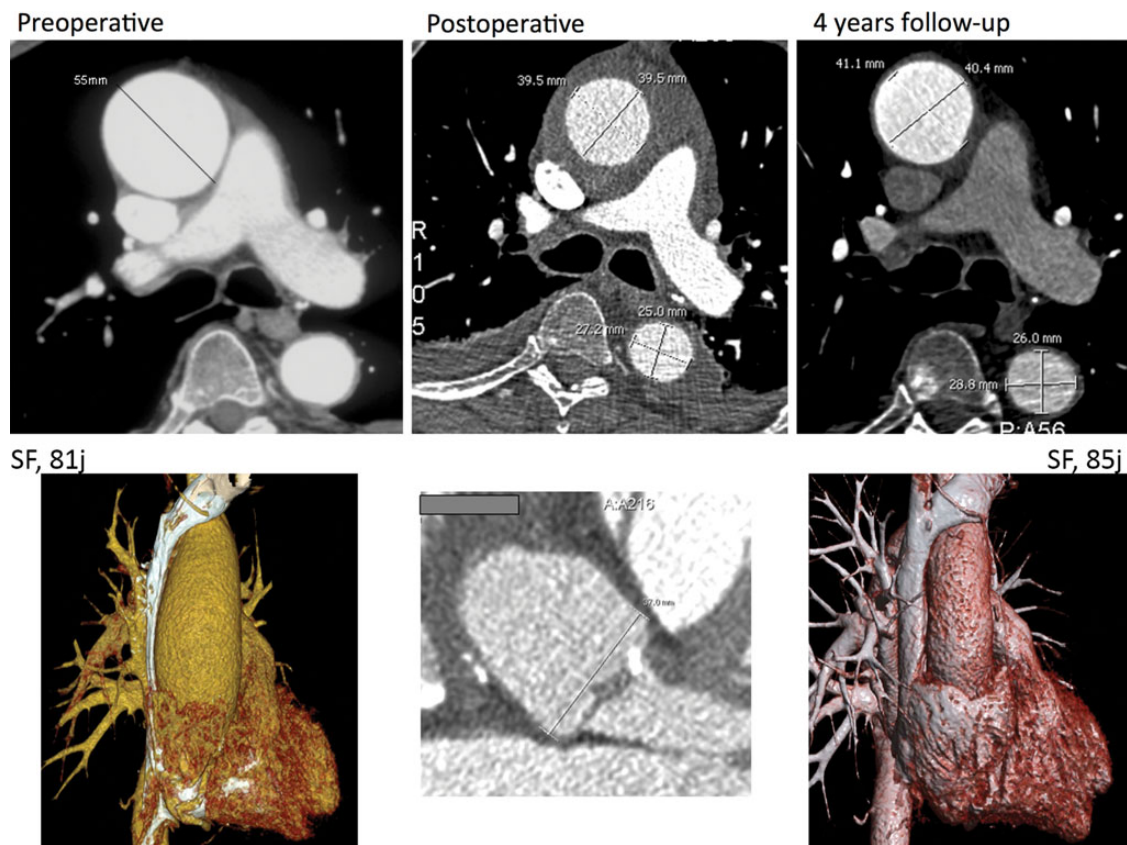 Preoperative
Postoperative
4 years follow-up
55mm
39.5 mm
39.5 mm
41.1 mm
40.4 mm
R
1
0
5
25.0 mm
27.2 mm
26.0 mm
28.8 mm
P:A56
SF, 81j
SF, 85j
A:A216